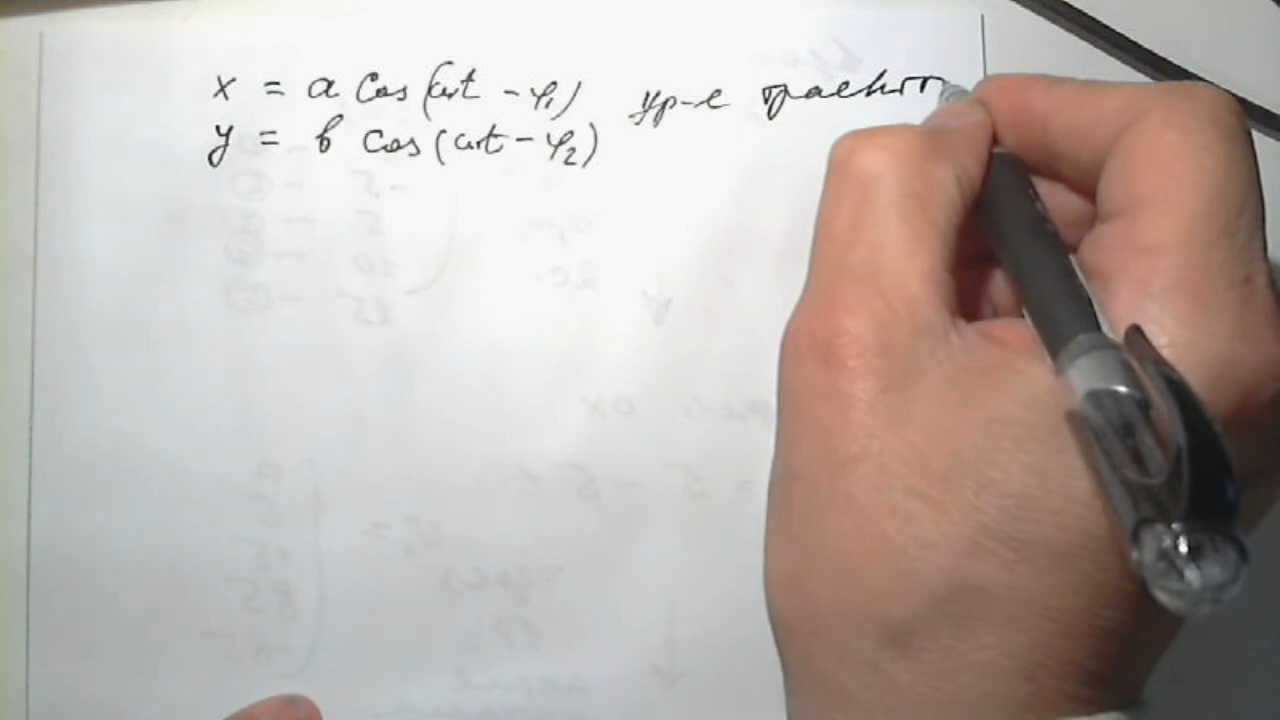 x = a Cos(ωt - φ₁) ур-е траект
y = b Cos(ωt - φ₂)